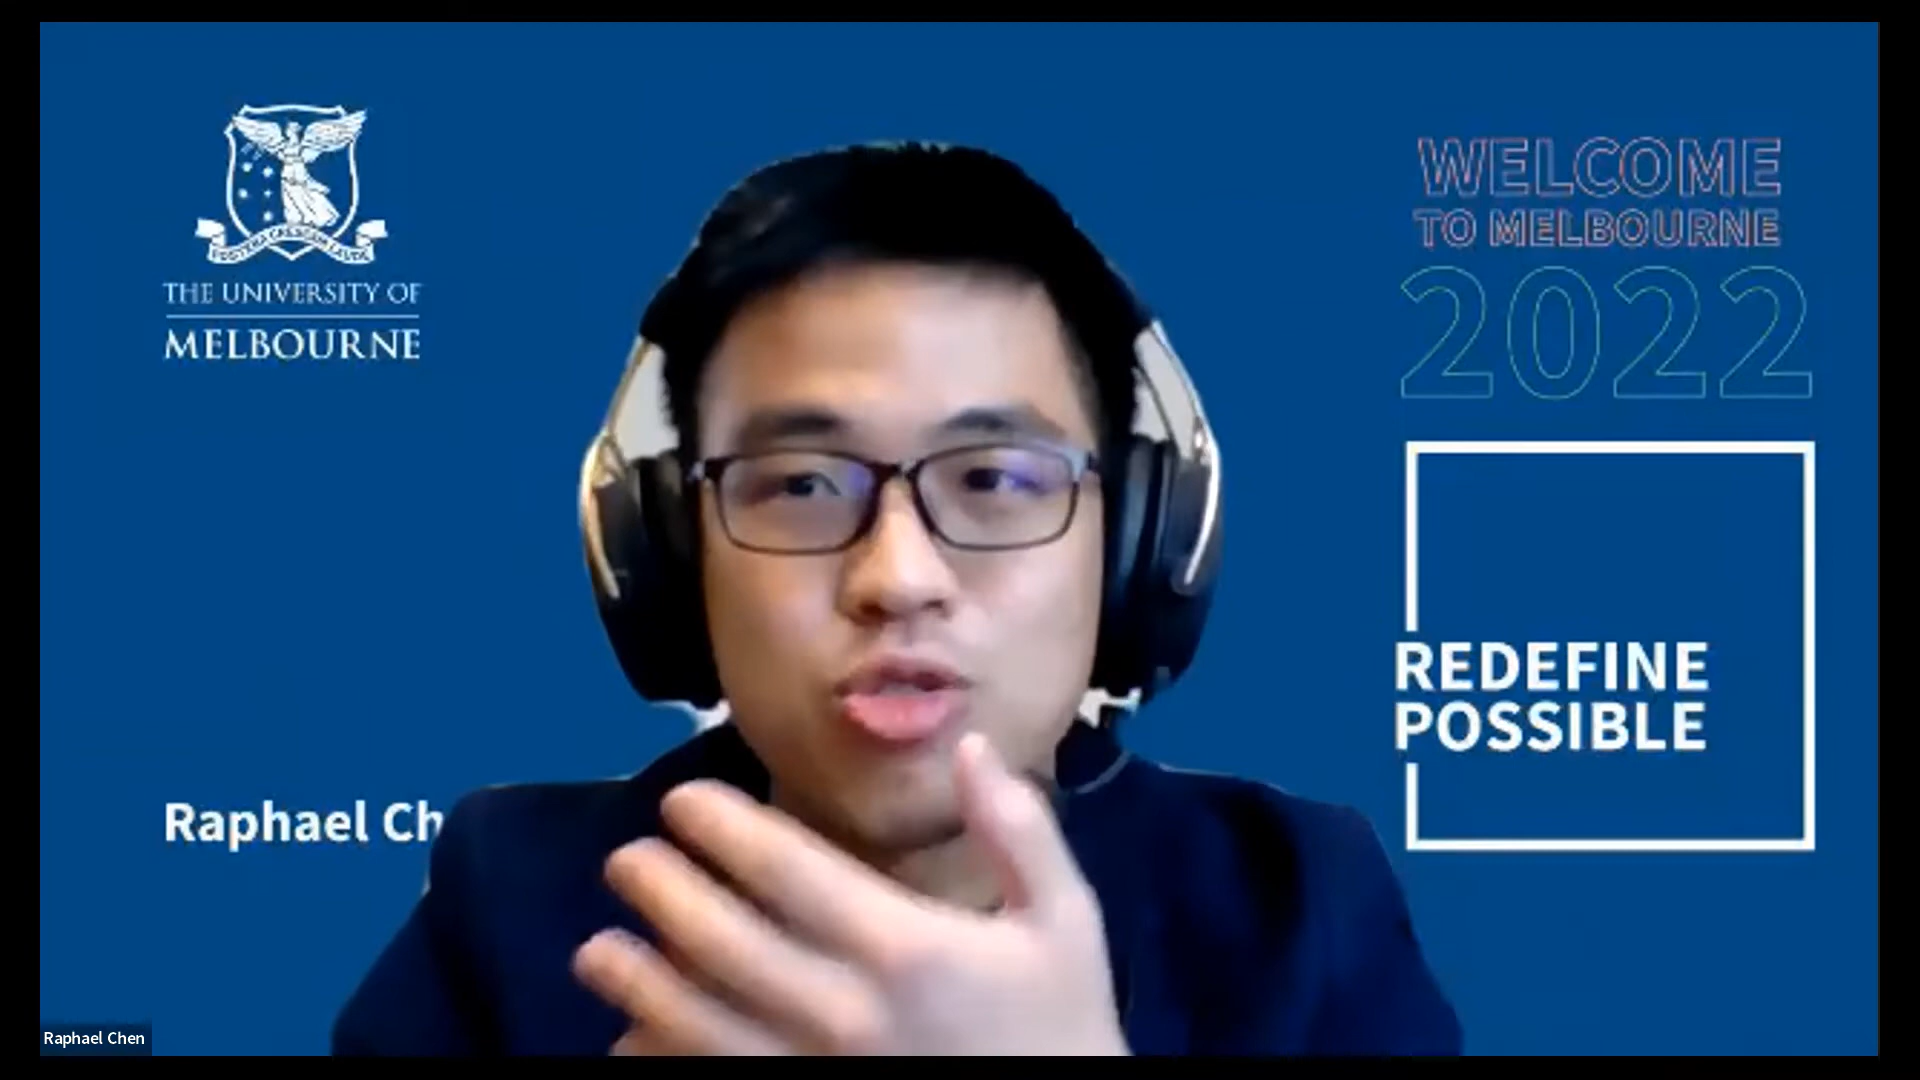 THE UNIVERSITY OF
MELBOURNE
WELCOME
TO MELBOURNE
2022
REDEFINE
POSSIBLE
Raphael Ch
Raphael Chen